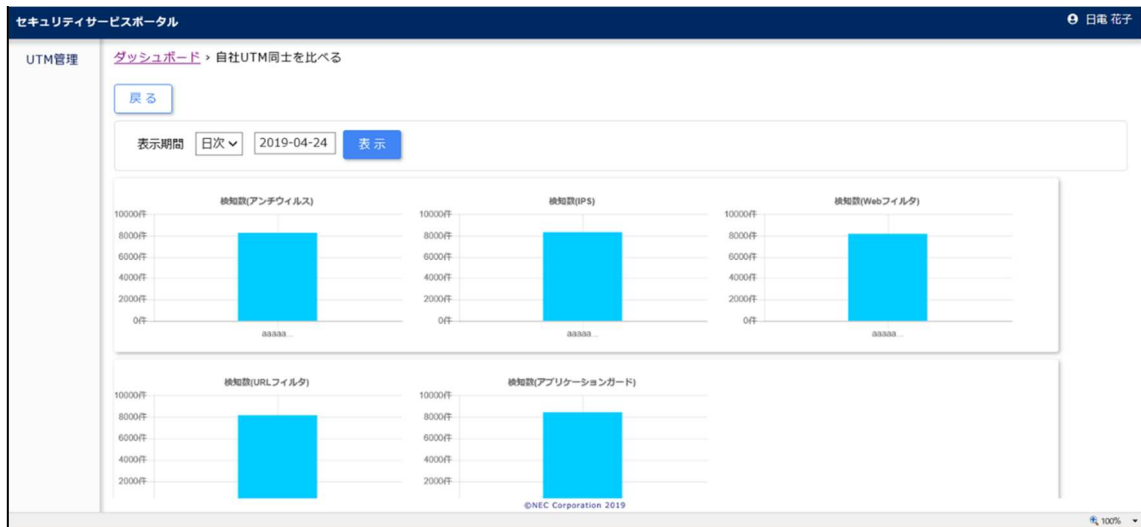 セキュリティサービスポータル
日電 花子
UTM管理
ダッシュボード › 自社UTM同士を比べる
戻る
表示期間 日次 2019-04-24 表示
検知数(アンチウィルス)
10000件
8000件
6000件
4000件
2000件
0件
aaaaa...
検知数(IPS)
10000件
8000件
6000件
4000件
2000件
0件
aaaaa...
検知数(Webフィルタ)
10000件
8000件
6000件
4000件
2000件
0件
aaaaa...
検知数(URLフィルタ)
10000件
8000件
6000件
4000件
2000件
検知数(アプリケーションガード)
10000件
8000件
6000件
4000件
2000件
©NEC Corporation 2019
100%